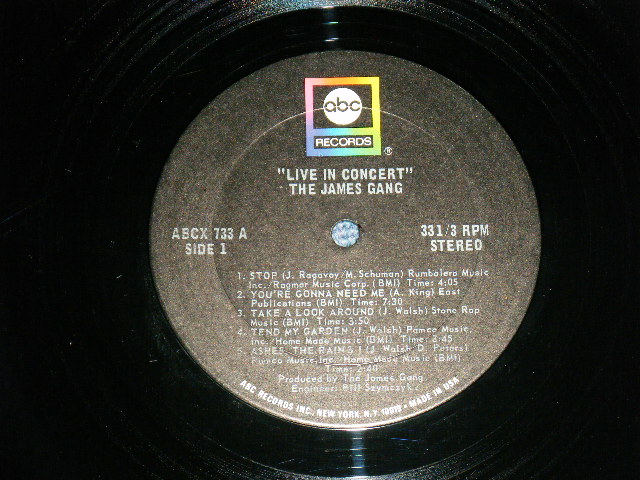 abc
RECORDS
®
"LIVE IN CONCERT"
THE JAMES GANG
ABCX 733 A
SIDE 1
33 1/3 RPM
STEREO
1. STOP (J. Ragavoy/M. Schuman) Rumbalero Music
Inc., Ragmar Music Corp. (BMI) Time: 4:05
2. YOU'RE GONNA NEED ME (A. King) East
Publications (BMI) Time: 7:30
3. TAKE A LOOK AROUND (J. Walsh) Stone Rap
Music (BMI) Time: 3:50
4. TEND MY GARDEN (J. Walsh) Pamco Music,
Inc./Home Made Music (BMI) Time: 3:45
5. ASHES, THE RAIN & I (J. Walsh D. Peters)
Pamco Music, Inc./Home Made Music (BMI)
Time: 2:40
Produced by The James Gang
Engineer: Bill Szymczyk
ABC RECORDS INC. NEW YORK, N.Y. 10019 • MADE IN USA